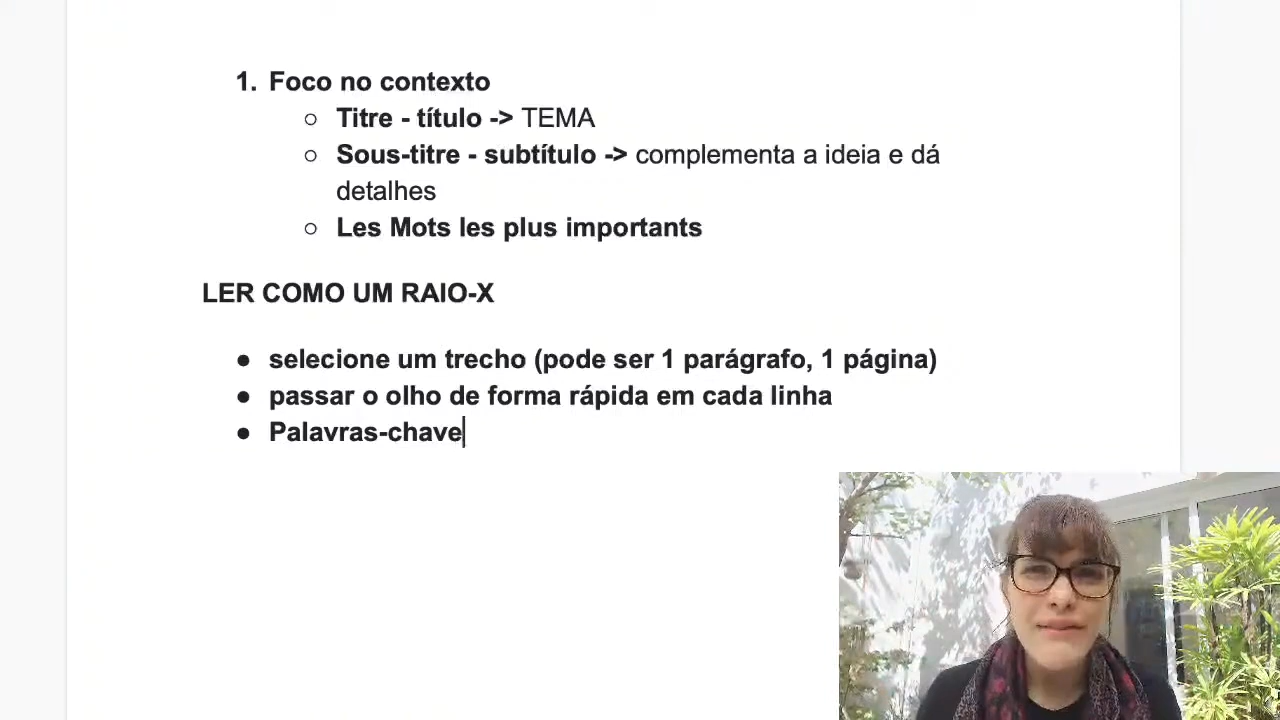 1. Foco no contexto
○ Titre - título -> TEMA
○ Sous-titre - subtítulo -> complementa a ideia e dá
detalhes
○ Les Mots les plus importants
LER COMO UM RAIO-X
● selecione um trecho (pode ser 1 parágrafo, 1 página)
● passar o olho de forma rápida em cada linha
● Palavras-chave